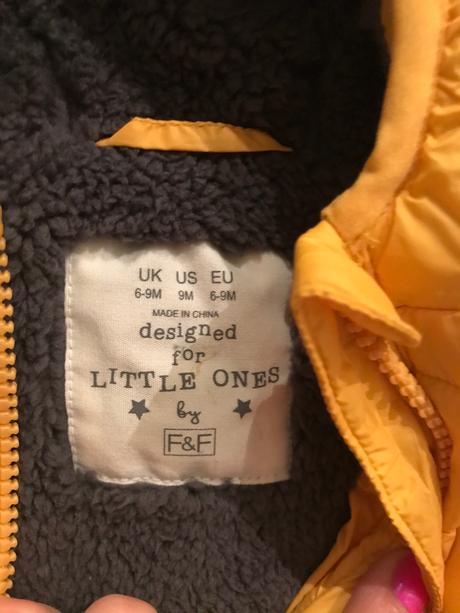 UK US EU
6-9M 9M 6-9M
MADE IN CHINA
designed
for
LITTLE ONES
by
F&F